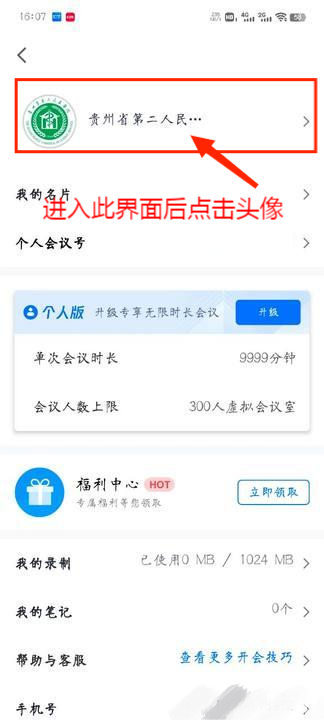 16:07
2G
58
贵州省第二人民…
我的名片
进入此界面后点击头像
个人会议号
个人版 升级专享无限时长会议 升级
单次会议时长 9999分钟
会议人数上限 300人虚拟会议室
福利中心 HOT
专属福利等您领取
立即领取
我的录制 已使用0 MB / 1024 MB
我的笔记 0个
帮助与客服 查看更多开会技巧
手机号